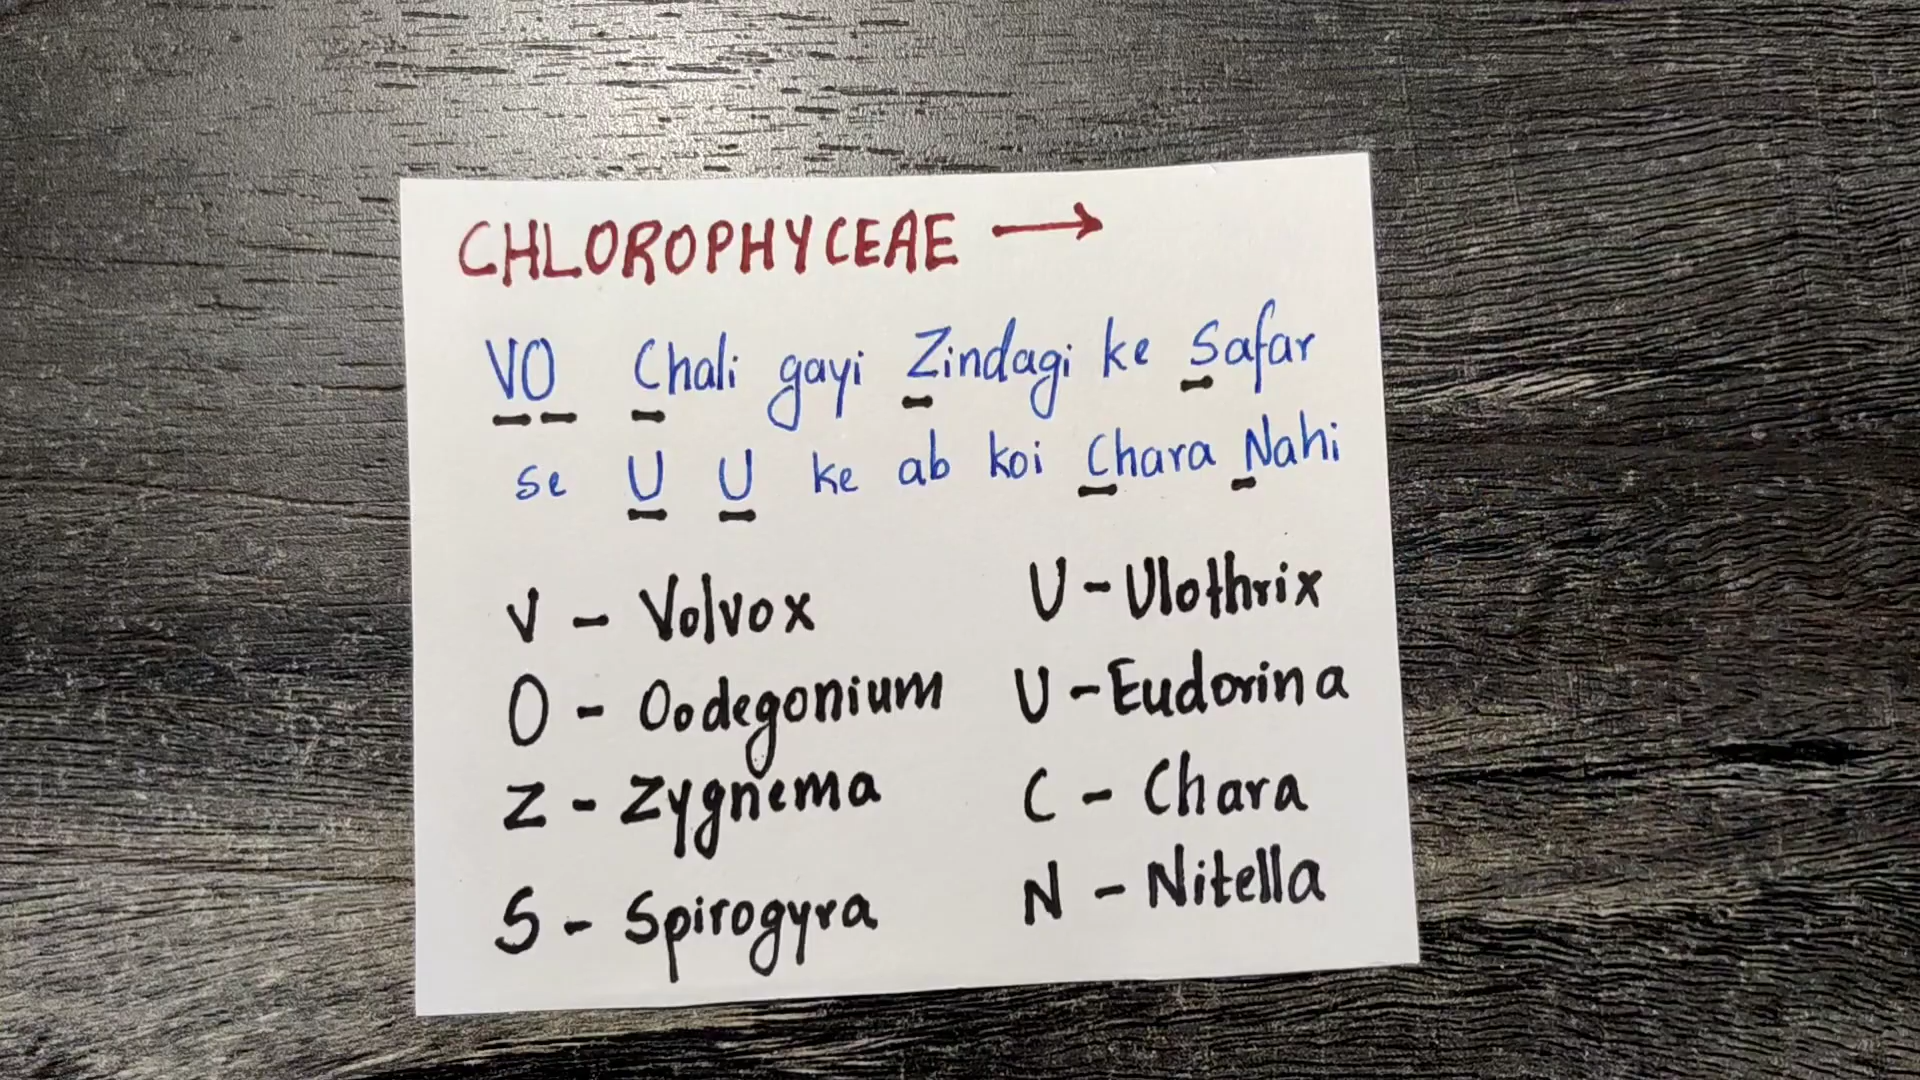 CHLOROPHYCEAE →
VO Chali gayi Zindagi ke Safar
se U U ke ab koi Chara Nahi
V - Volvox
O - Oodegonium
Z - Zygnema
S - Spirogyra
U - Ulothrix
U - Eudorina
C - Chara
N - Nitella